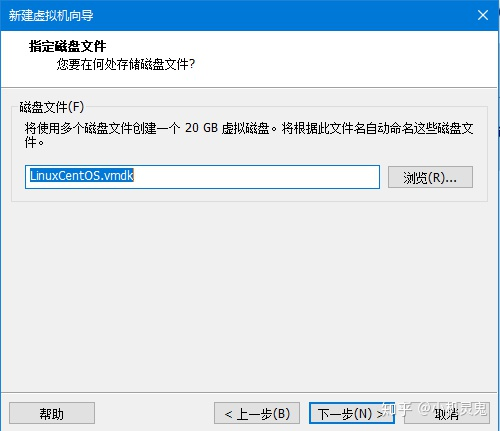 新建虚拟机向导
指定磁盘文件
您要在何处存储磁盘文件?
磁盘文件(F)
将使用多个磁盘文件创建一个 20 GB 虚拟磁盘。将根据此文件名自动命名这些磁盘文
件。
LinuxCentOS.vmdk
浏览(R)...
帮助
< 上一步(B)
下一步(N) >
取消
知乎